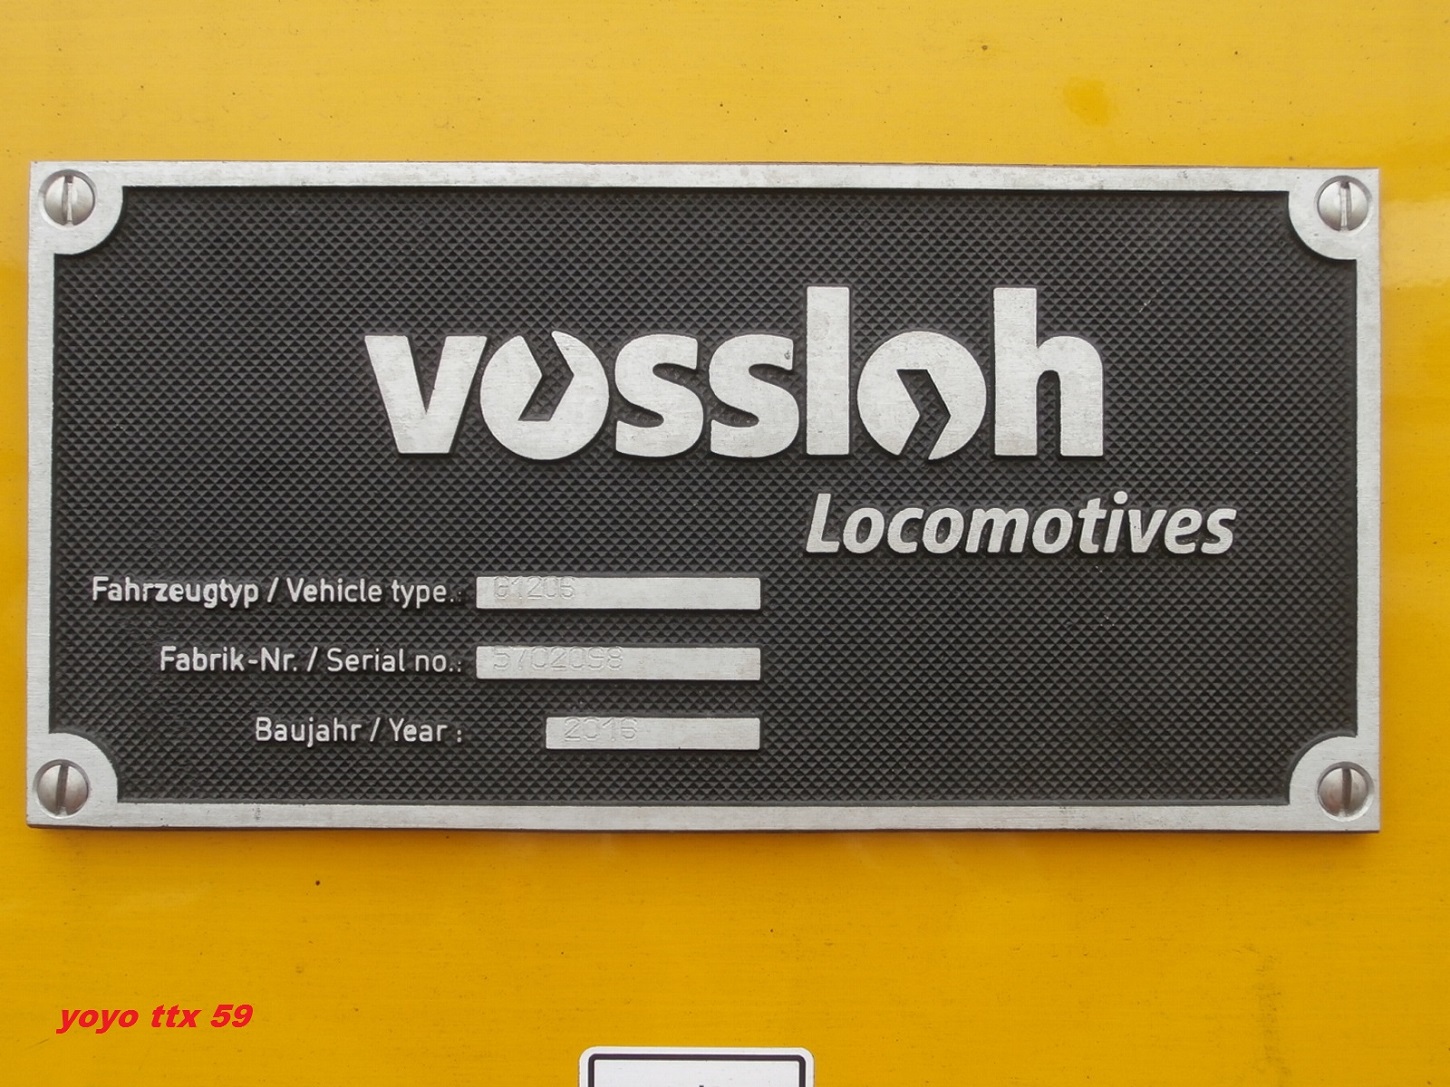 vossloh
Locomotives
Fahrzeugtyp / Vehicle type.: G1206
Fabrik-Nr. / Serial no.: 5702098
Baujahr / Year : 2016
yoyo ttx 59